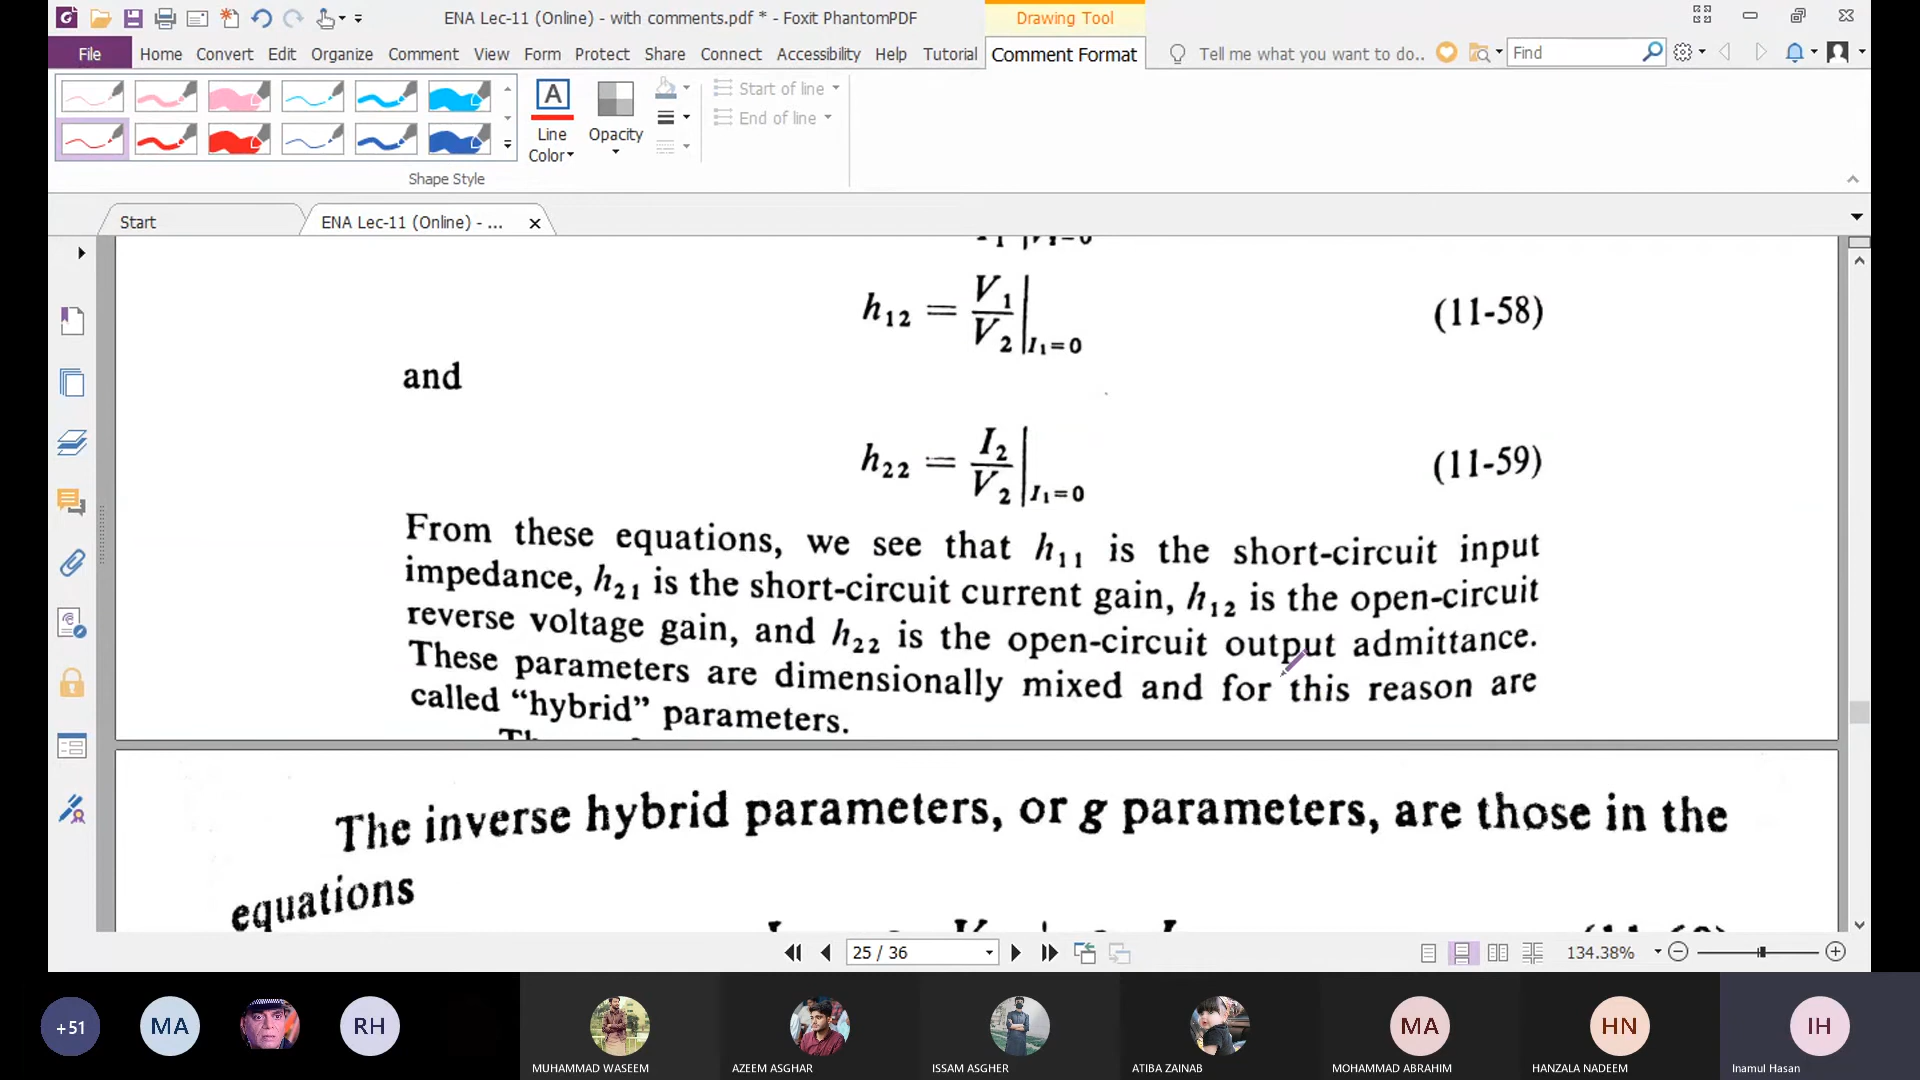 ENA Lec-11 (Online) - with comments.pdf * - Foxit PhantomPDF
Drawing Tool
File Home Convert Edit Organize Comment View Form Protect Share Connect Accessibility Help Tutorial Comment Format Tell me what you want to do.. Find
A
Line Color
Opacity
Start of line
End of line
Shape Style
Start
ENA Lec-11 (Online) - ...
h12 = V1/V2 | I1=0 (11-58)
and
h22 = I2/V2 | I1=0 (11-59)
From these equations, we see that h11 is the short-circuit input
impedance, h21 is the short-circuit current gain, h12 is the open-circuit
reverse voltage gain, and h22 is the open-circuit output admittance.
These parameters are dimensionally mixed and for this reason are
called “hybrid” parameters.
The inverse hybrid parameters, or g parameters, are those in the
equations
25 / 36
134.38%
+51 MA RH MA HN IH
MUHAMMAD WASEEM AZEEM ASGHAR ISSAM ASGHER ATIBA ZAINAB MOHAMMAD ABRAHIM HANZALA NADEEM Inamul Hasan